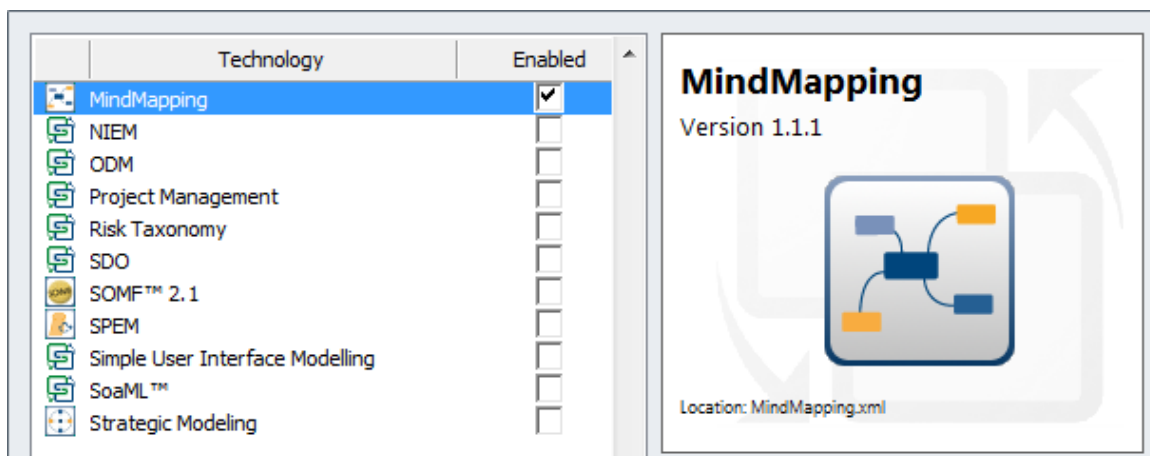 Technology Enabled
MindMapping
NIEM
ODM
Project Management
Risk Taxonomy
SDO
SOMF™ 2.1
SPEM
Simple User Interface Modelling
SoaML™
Strategic Modeling
MindMapping
Version 1.1.1
Location: MindMapping.xml